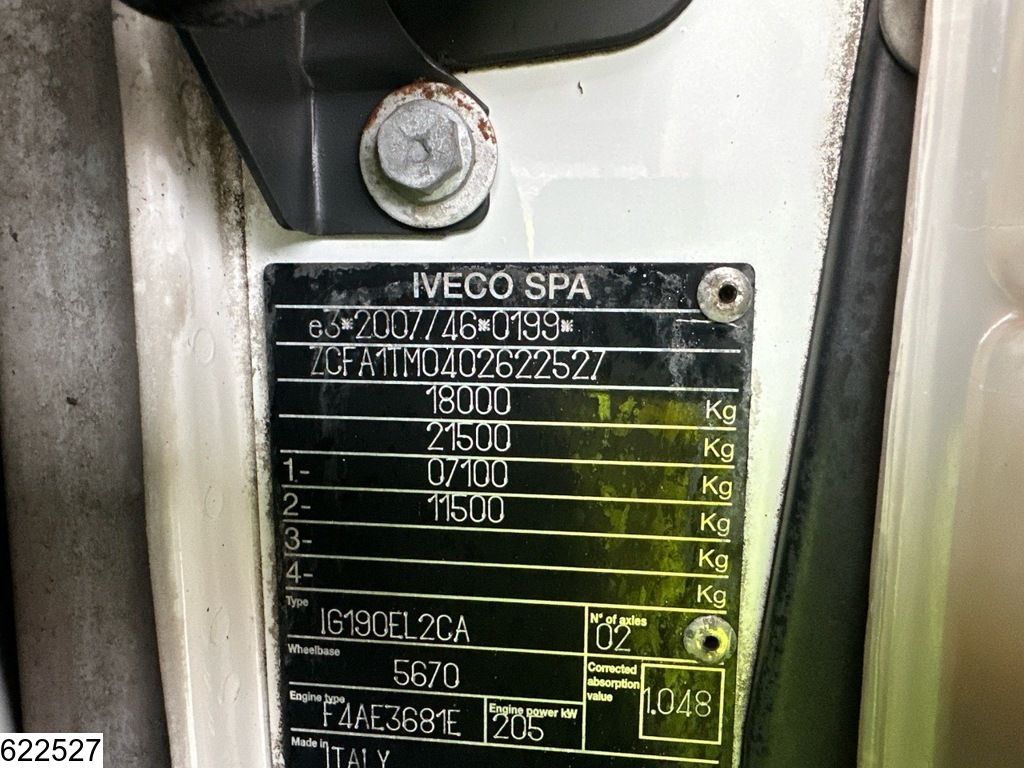 IVECO SPA
e3*2007/46*0199*
ZCFA1TM0402622527
18000 Kg
21500 Kg
1- 07100 Kg
2- 11500 Kg
3- Kg
4- Kg
Type IG190EL2CA N° of axles 02
Wheelbase 5670
Corrected absorption value 1.048
Engine type F4AE3681E Engine power kW 205
Made in ITALY
622527